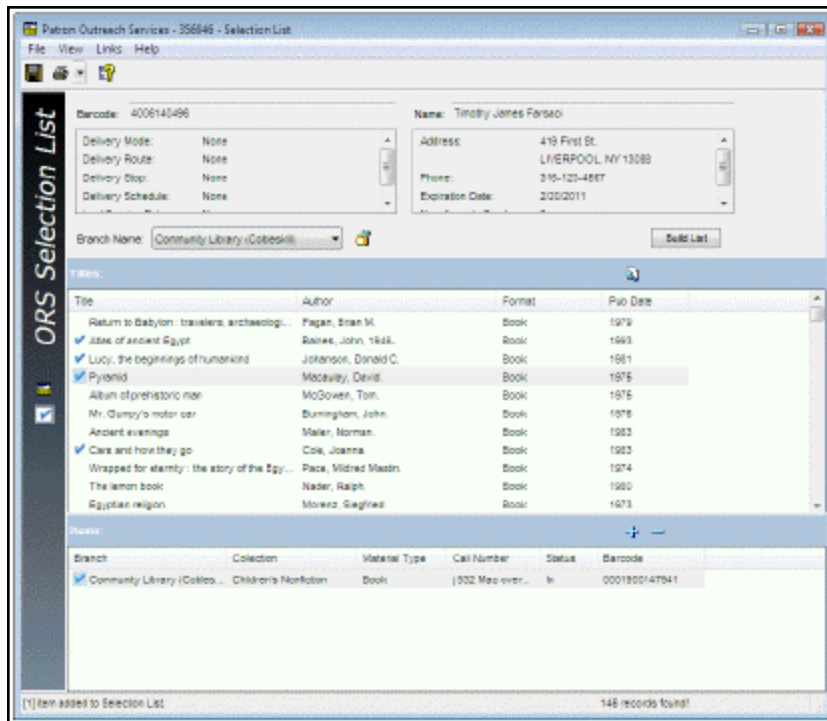 Patron Outreach Services - 356846 - Selection List
File View Links Help
ORS Selection List
Barcode: 4006140496
Name: Timothy James
Delivery Mode: None
Delivery Route: None
Delivery Stop: None
Delivery Schedule: None
Address: 419 First St.
LIVERPOOL, NY 13088
Phone: 315-123-4567
Expiration Date: 2/20/2011
Branch Name: Community Library (Cobleskill)
Build List
Titles:
Title Author Format Pub Date
Return to Babylon : travelers, archaeologi... Fagan, Brian M. Book 1979
Atlas of ancient Egypt Baines, John, 1946- Book
Lucy, the beginnings of humankind Johanson, Donald C. Book 1981
Pyramid Macaulay, David. Book 1975
Album of prehistoric man McGowen, Tom. Book 1975
Mr. Gumpy's motor car Burningham, John. Book
Ancient evenings Mailer, Norman. Book 1983
Cars and how they go Cole, Joanna. Book 1983
Wrapped for eternity : the story of the Egy... Pace, Mildred Mastin. Book 1974
The lemon book Nader, Ralph. Book 1980
Egyptian religion. Morenz, Siegfried. Book 1973
Items:
Branch Collection Material Type Call Number Status Barcode
Community Library (Cobles... Children's Nonfiction Book In
[1] item added to Selection List.
records found!